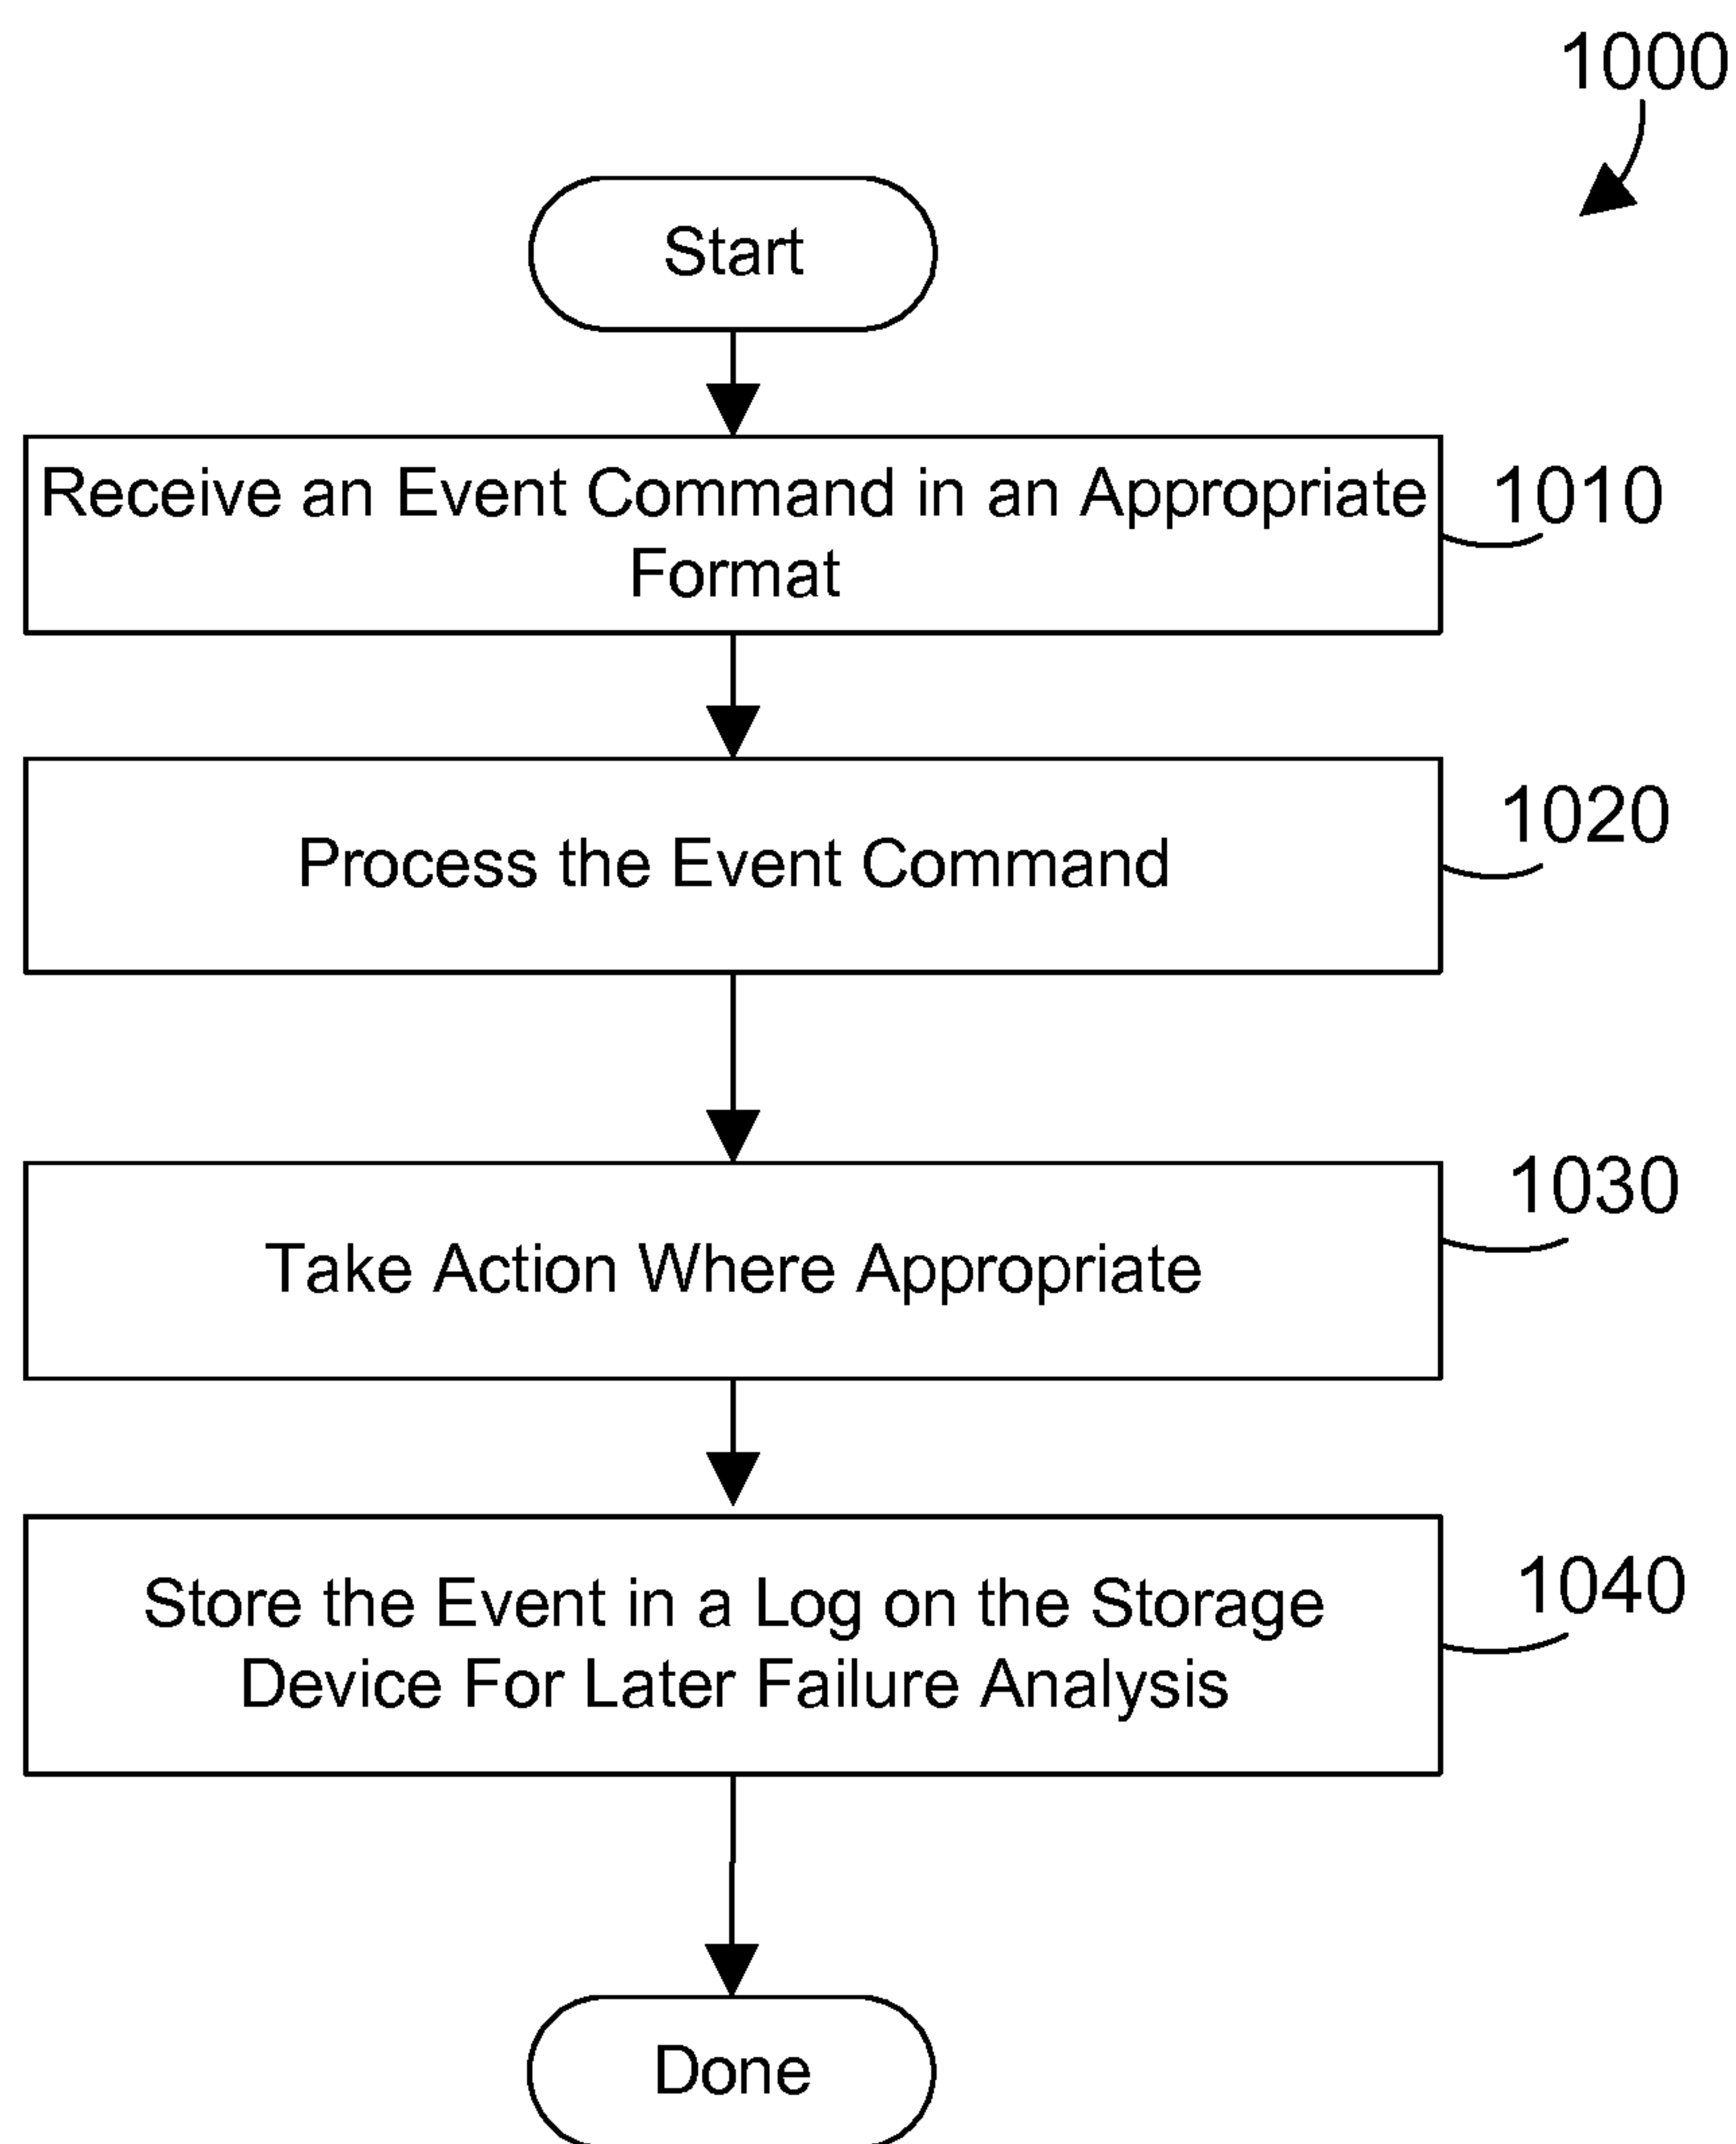 1000
Start
Receive an Event Command in an Appropriate
Format
1010
Process the Event Command
1020
Take Action Where Appropriate
1030
Store the Event in a Log on the Storage
Device For Later Failure Analysis
1040
Done